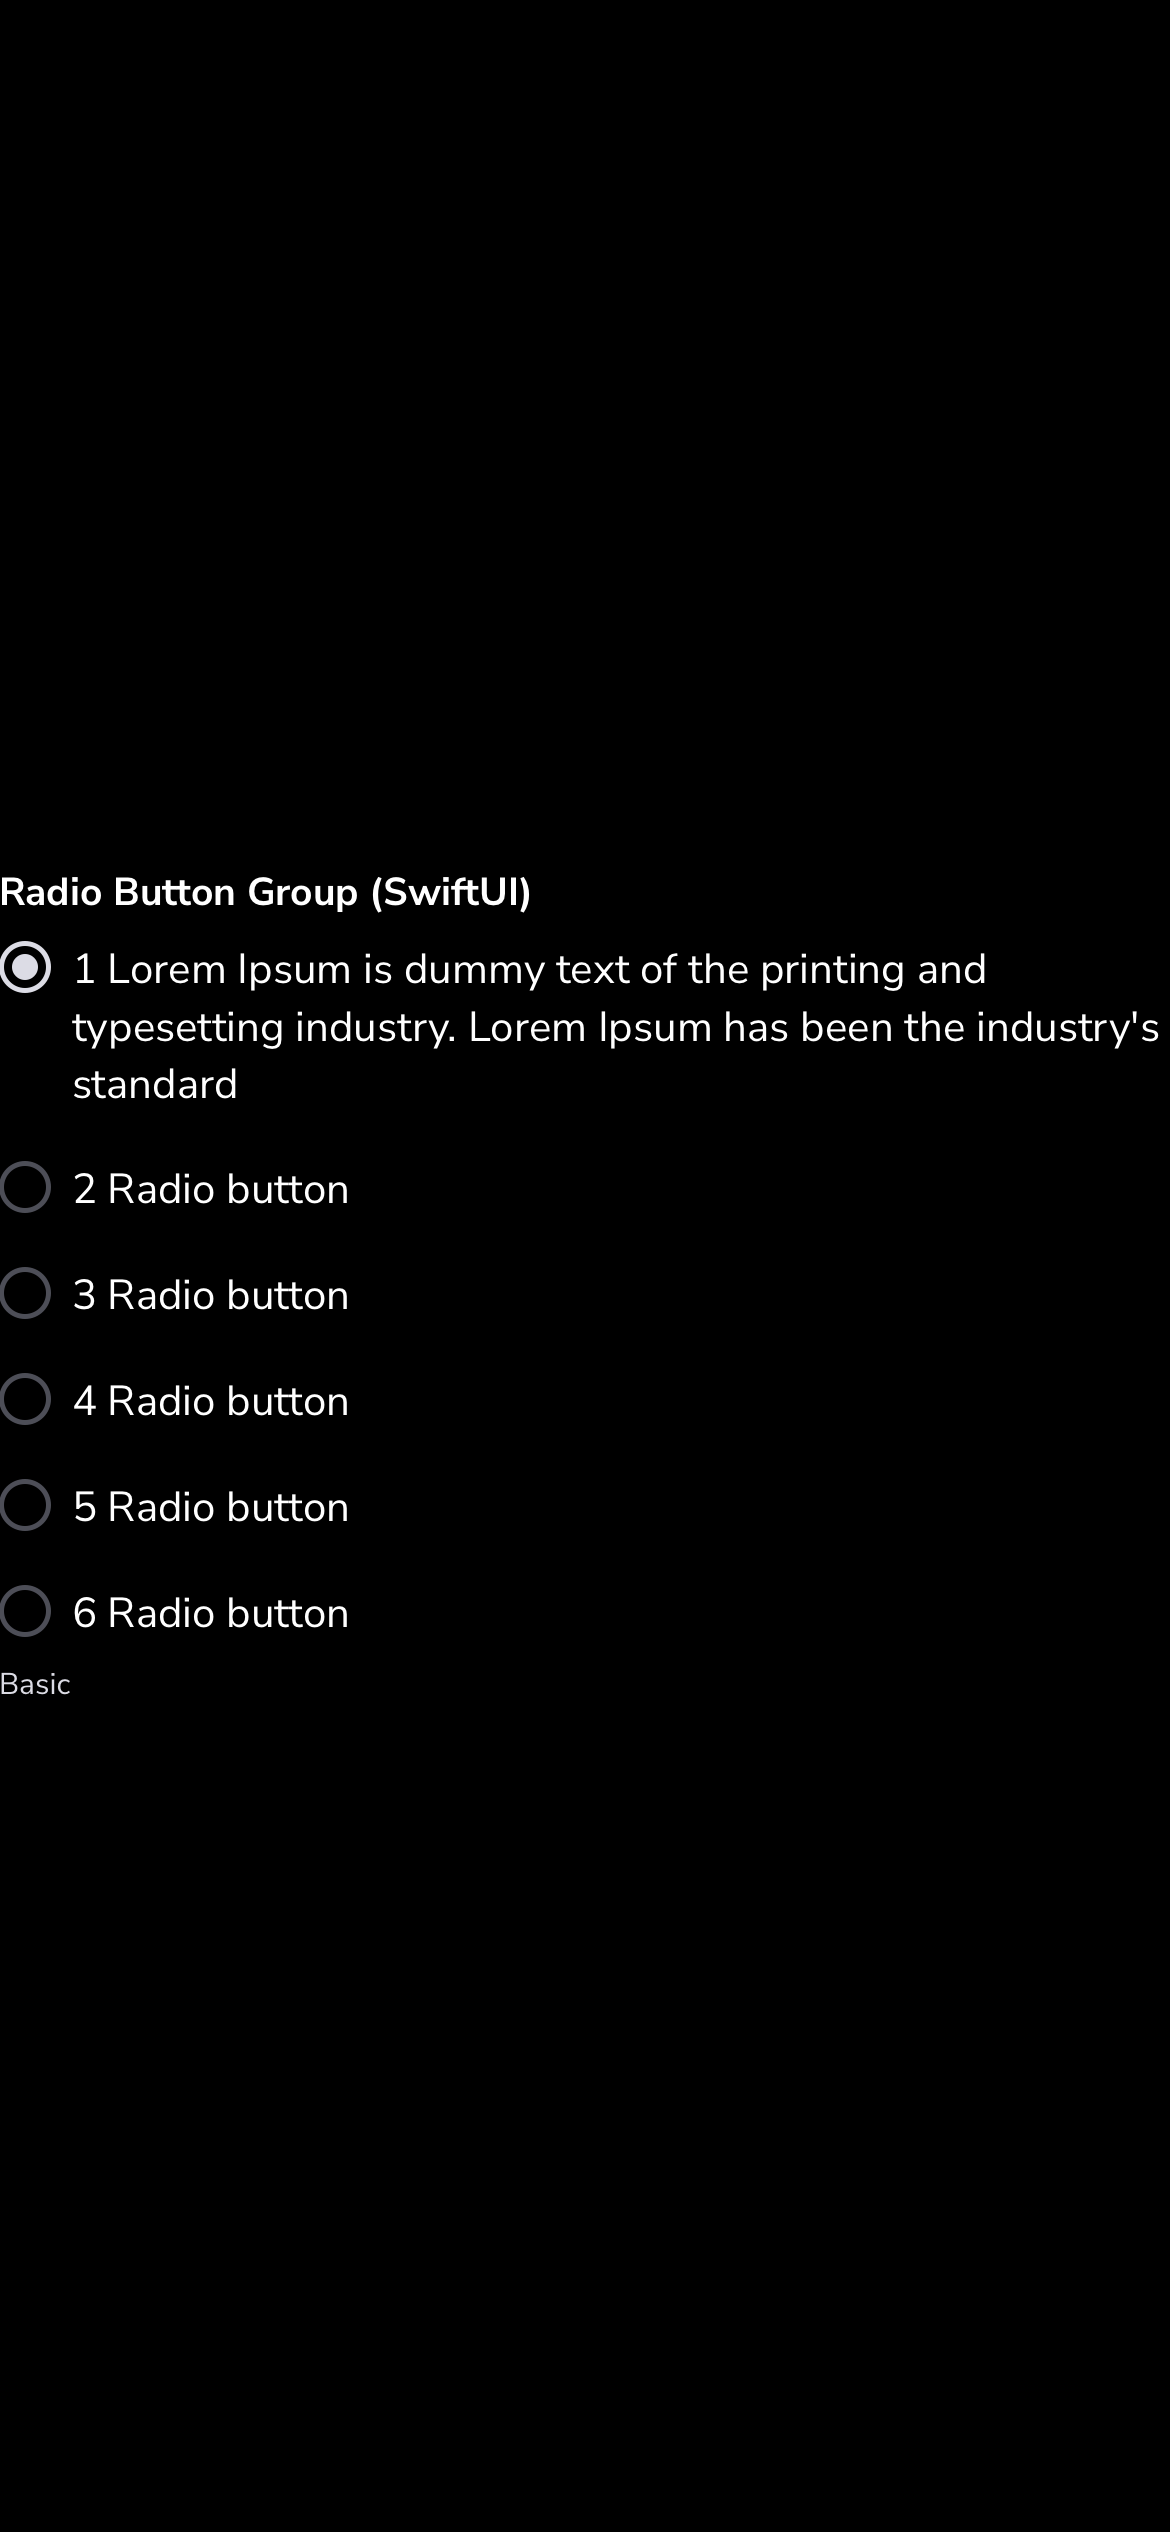 Radio Button Group (SwiftUI)
1 Lorem Ipsum is dummy text of the printing and
typesetting industry. Lorem Ipsum has been the industry's
standard
2 Radio button
3 Radio button
4 Radio button
5 Radio button
6 Radio button
Basic